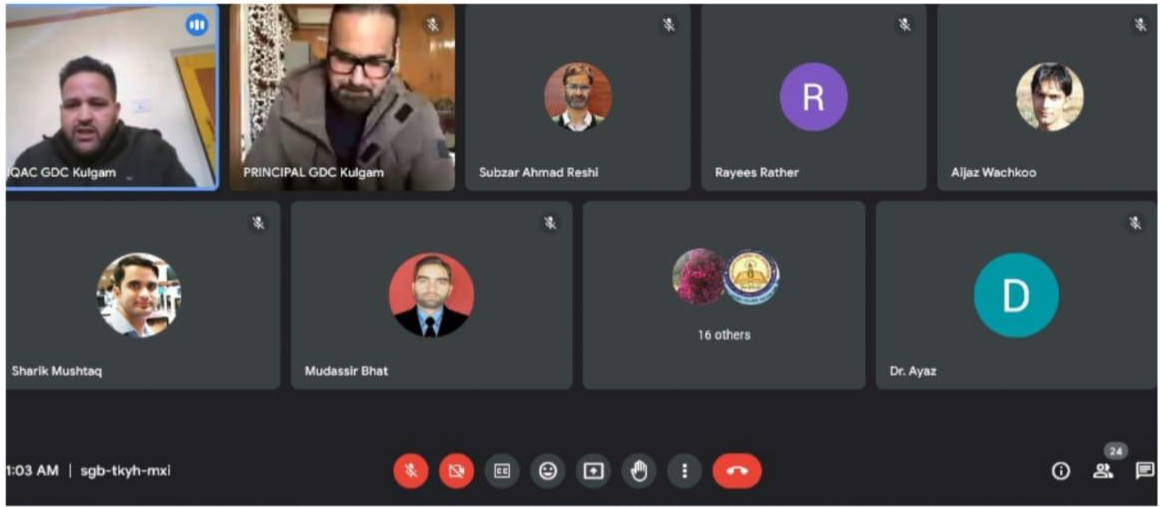 IQAC GDC Kulgam
PRINCIPAL GDC Kulgam
Subzar Ahmad Reshi
R
Rayees Rather
Aijaz Wachkoo
Sharik Mushtaq
Mudassir Bhat
16 others
D
Dr. Ayaz
1:03 AM | sgb-tkyh-mxi
CC
24